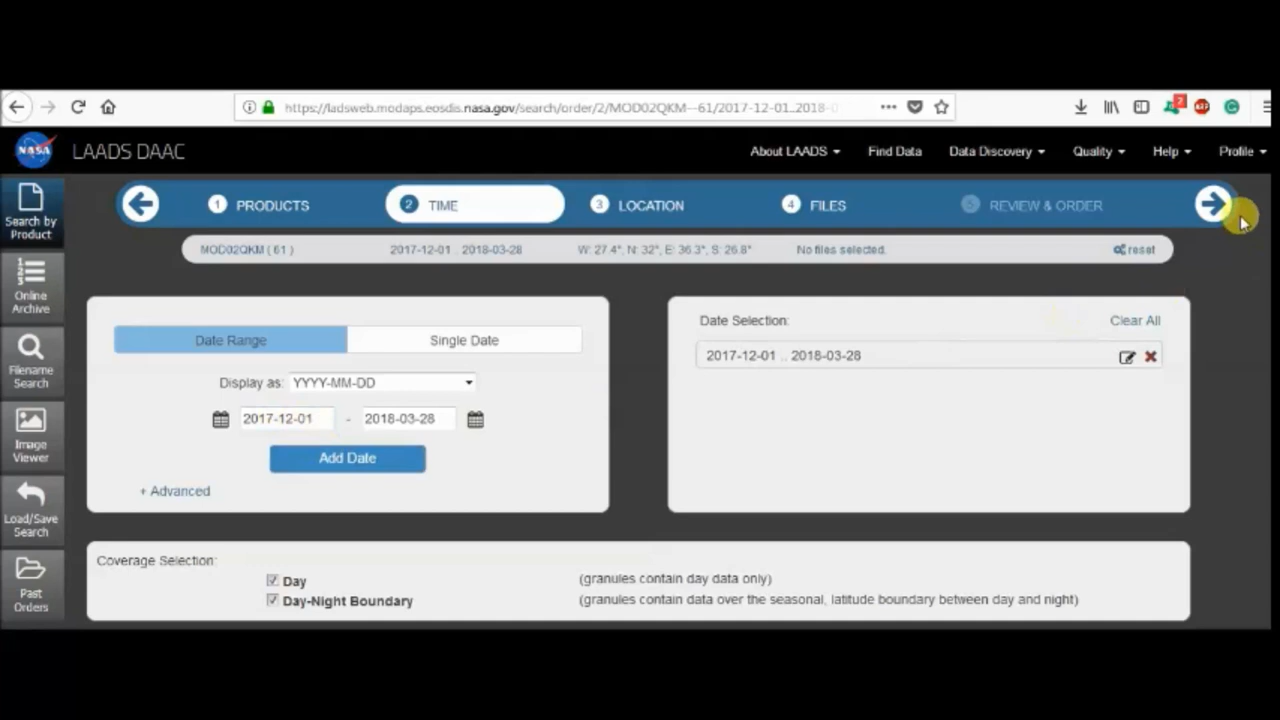 https://ladsweb.modaps.eosdis.nasa.gov/search/order/2/MOD02QKM--61/2017-12-01..2018-0
2
NASA
LAADS DAAC
About LAADS
Find Data
Data Discovery
Quality
Help
Profile
1 PRODUCTS
2 TIME
3 LOCATION
4 FILES
5 REVIEW & ORDER
MOD02QKM ( 61 )
2017-12-01 .. 2018-03-28
W: 27.4°, N: 32°, E: 36.3°, S: 26.8°
No files selected.
reset
Search by
Product
Online
Archive
Filename
Search
Image
Viewer
Load/Save
Search
Past
Orders
Date Range
Single Date
Display as: YYYY-MM-DD
2017-12-01 - 2018-03-28
Add Date
+ Advanced
Date Selection:
Clear All
2017-12-01 .. 2018-03-28
Coverage Selection:
Day
(granules contain day data only)
Day-Night Boundary
(granules contain data over the seasonal, latitude boundary between day and night)